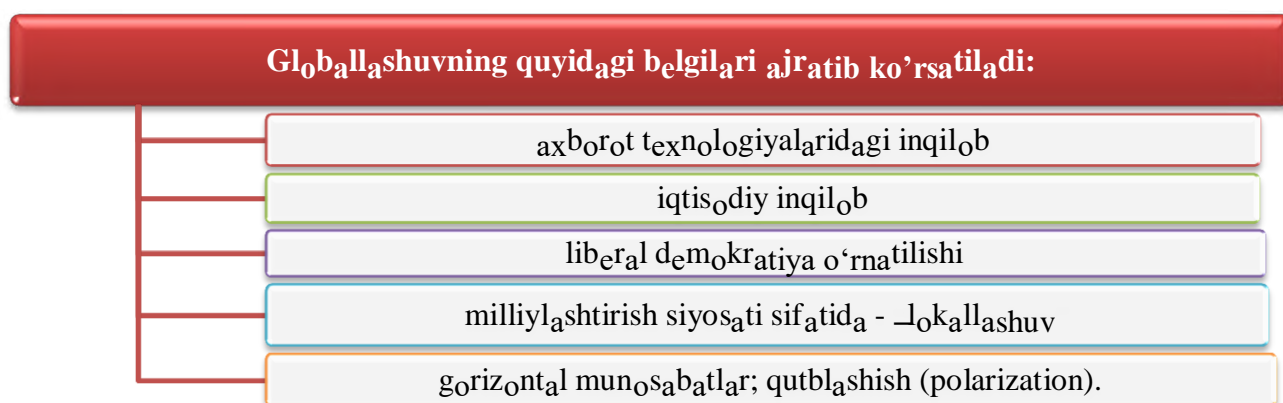 Globallashuvning quyidagi belgilari ajratib ko’rsatiladi:
axborot texnologiyalaridagi inqilob
iqtisodiy inqilob
liberal demokratiya o‘rnatilishi
milliylashtirish siyosati sifatida - lokallashuv
gorizontal munosabatlar; qutblashish (polarization).